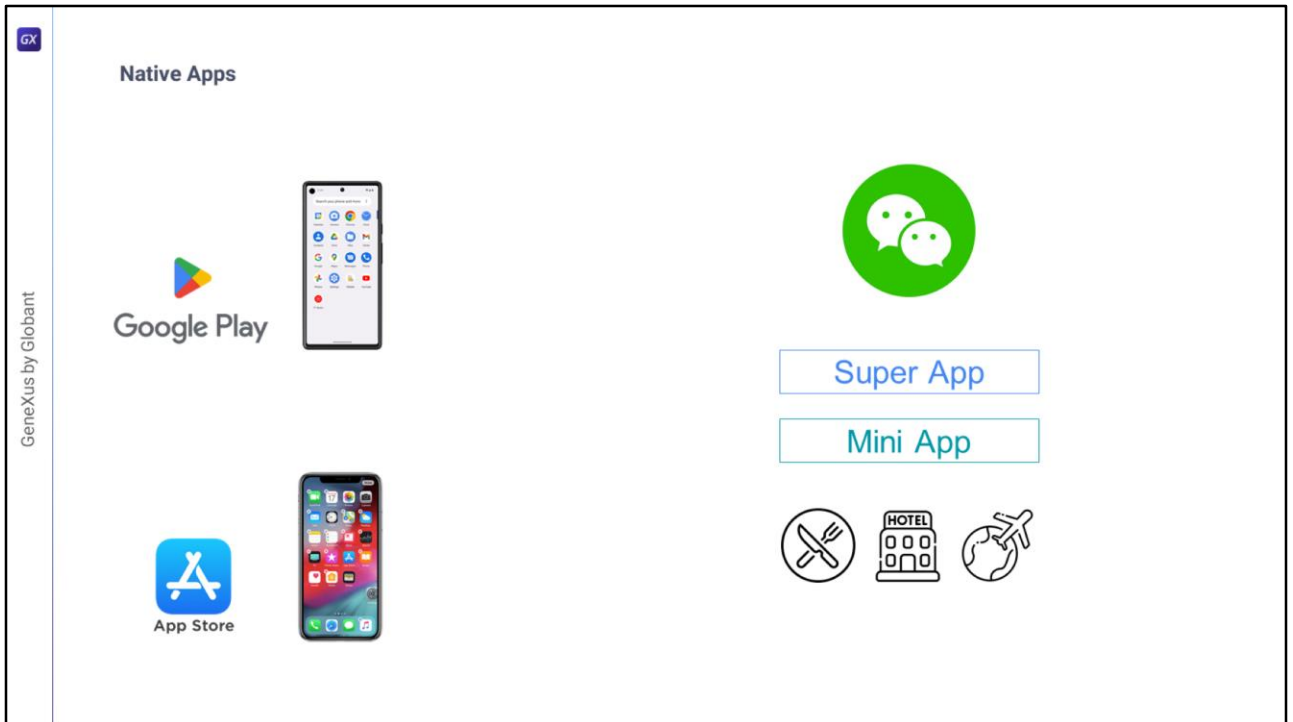 GX
Native Apps
GeneXus by Globant
Google Play
App Store
Super App
Mini App
HOTEL